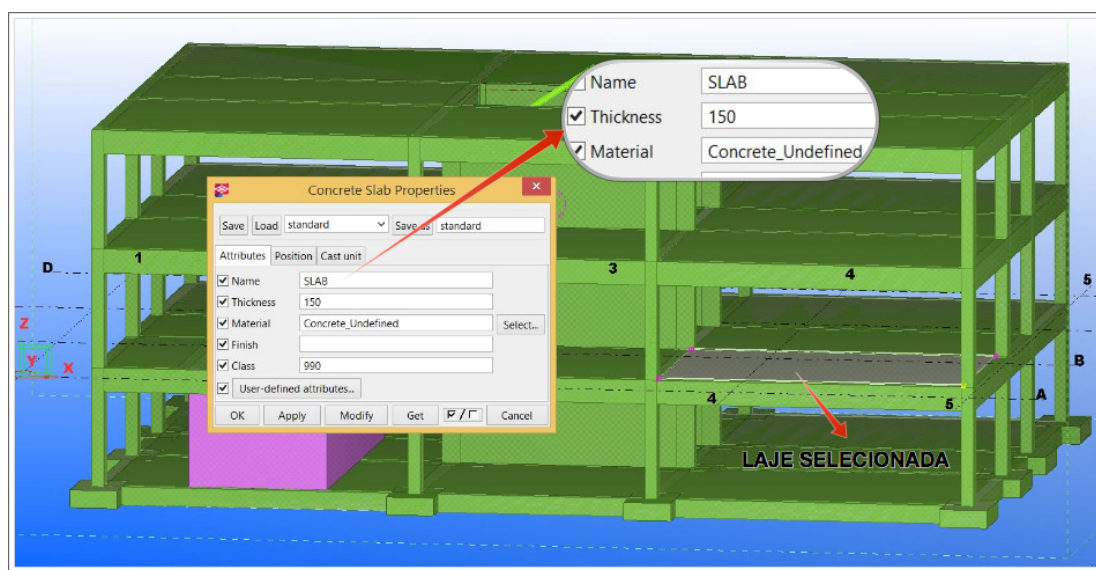 Name SLAB
Thickness 150
Material Concrete_Undefined
Concrete Slab Properties
Save Load standard Save as standard
Attributes Position Cast unit
Name SLAB
Thickness 150
Material Concrete_Undefined Select...
Finish
Class 990
User-defined attributes...
OK Apply Modify Get / Cancel
D 1 3 4 5
Z
Y X
B
4 5 A
LAJE SELECIONADA